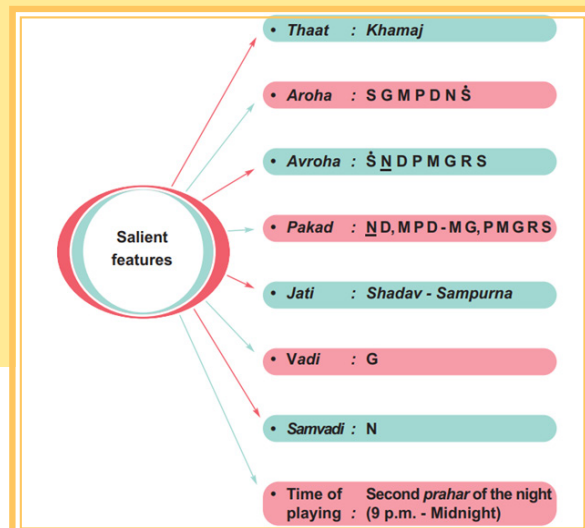 Salient
features
• Thaat : Khamaj
• Aroha : S G M P D N Ṡ
• Avroha : Ṡ N̲ D P M G R S
• Pakad : N̲ D, M P D - M G, P M G R S
• Jati : Shadav - Sampurna
• Vadi : G
• Samvadi : N
• Time of Second prahar of the night
playing : (9 p.m. - Midnight)